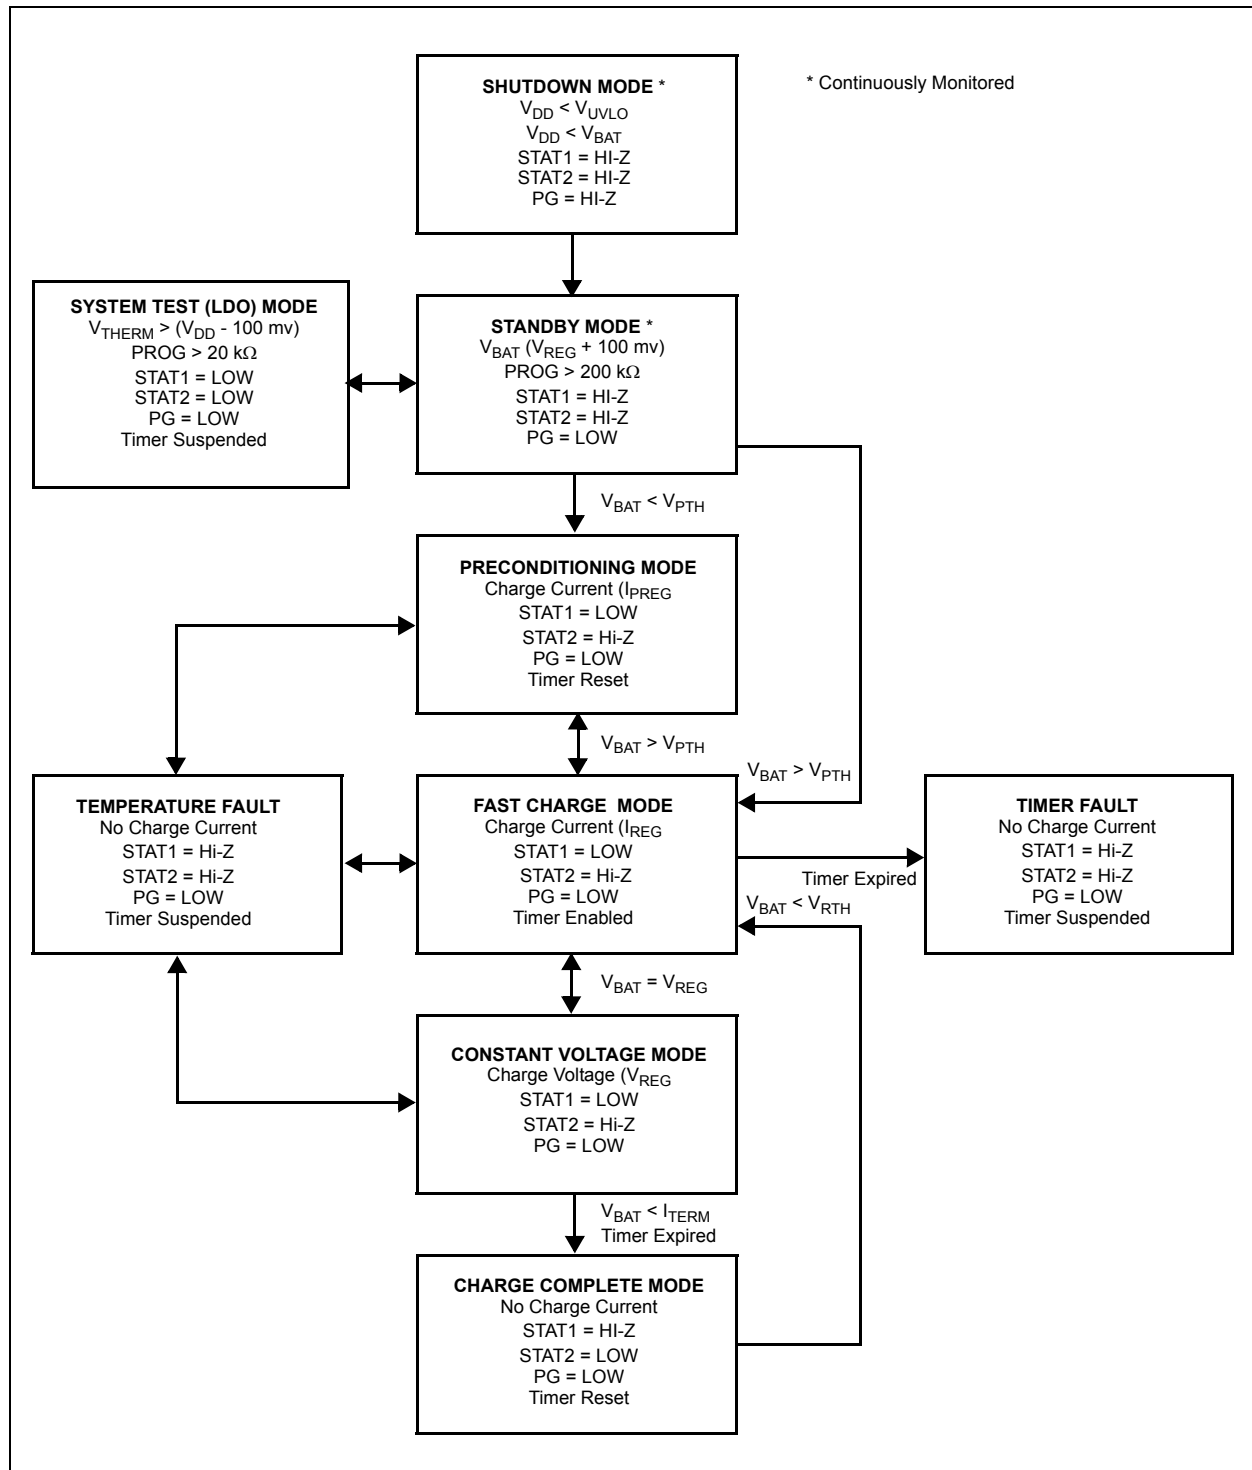 SHUTDOWN MODE *
V_DD < V_UVLO
V_DD < V_BAT
STAT1 = HI-Z
STAT2 = HI-Z
PG = HI-Z
* Continuously Monitored
SYSTEM TEST (LDO) MODE
V_THERM > (V_DD - 100 mv)
PROG > 20 kΩ
STAT1 = LOW
STAT2 = LOW
PG = LOW
Timer Suspended
STANDBY MODE *
V_BAT (V_REG + 100 mv)
PROG > 200 kΩ
STAT1 = HI-Z
STAT2 = HI-Z
PG = LOW
V_BAT < V_PTH
PRECONDITIONING MODE
Charge Current (I_PREG
STAT1 = LOW
STAT2 = Hi-Z
PG = LOW
Timer Reset
V_BAT > V_PTH
V_BAT > V_PTH
TEMPERATURE FAULT
No Charge Current
STAT1 = Hi-Z
STAT2 = Hi-Z
PG = LOW
Timer Suspended
FAST CHARGE MODE
Charge Current (I_REG
STAT1 = LOW
STAT2 = Hi-Z
PG = LOW
Timer Enabled
Timer Expired
V_BAT < V_RTH
TIMER FAULT
No Charge Current
STAT1 = Hi-Z
STAT2 = Hi-Z
PG = LOW
Timer Suspended
V_BAT = V_REG
CONSTANT VOLTAGE MODE
Charge Voltage (V_REG
STAT1 = LOW
STAT2 = Hi-Z
PG = LOW
V_BAT < I_TERM
Timer Expired
CHARGE COMPLETE MODE
No Charge Current
STAT1 = HI-Z
STAT2 = LOW
PG = LOW
Timer Reset